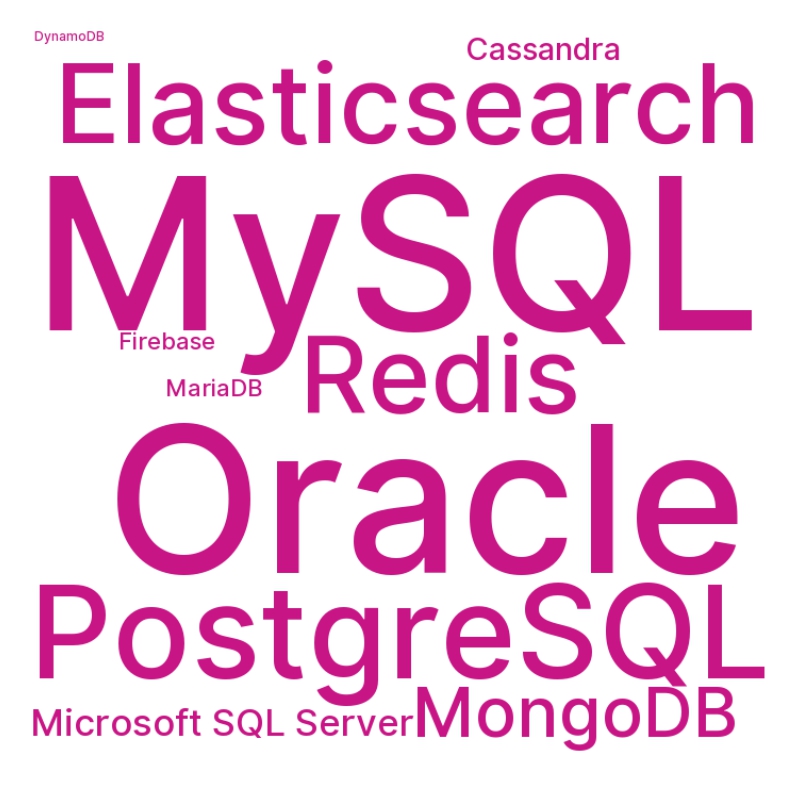 DynamoDB
Cassandra
Elasticsearch
MySQL
Firebase
Redis
MariaDB
Oracle
PostgreSQL
Microsoft SQL Server
MongoDB